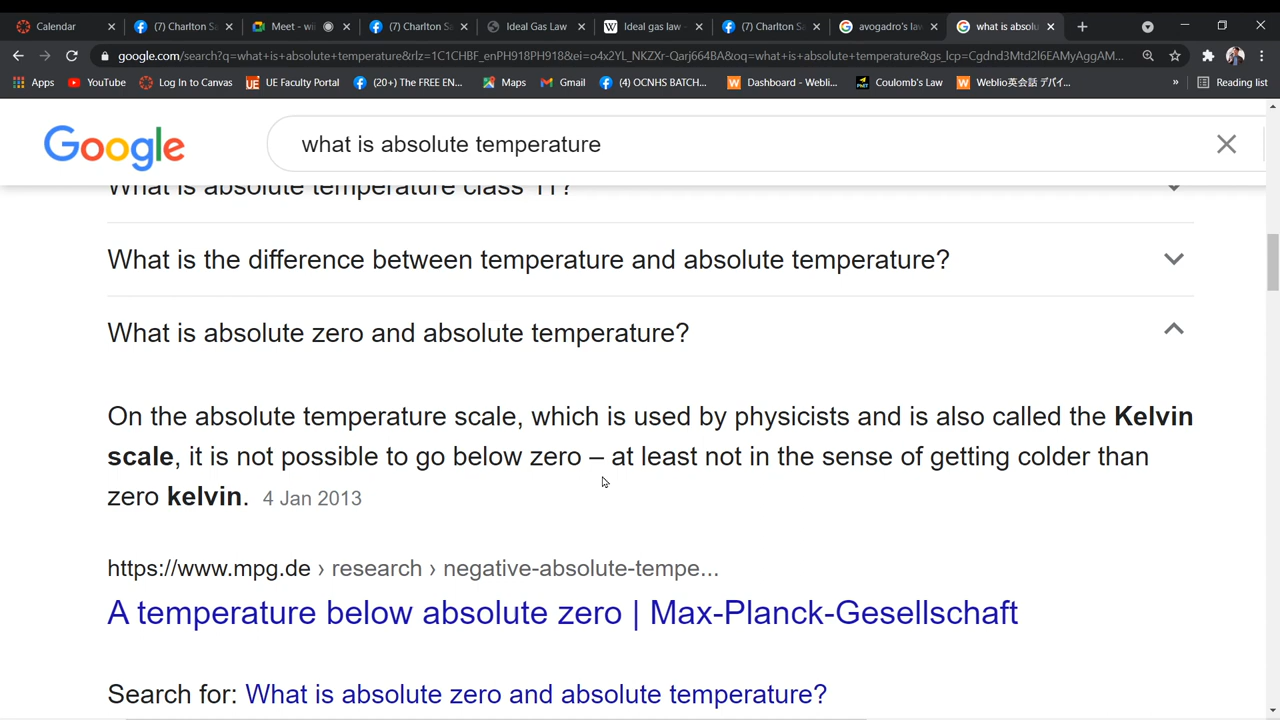 Calendar
(7) Charlton Sa
Meet - wii
(7) Charlton Sa
Ideal Gas Law
Ideal gas law -
(7) Charlton Sa
avogadro's la
what is absolu
google.com/search?q=what+is+absolute+temperature&rlz=1C1CHBF_enPH918PH918&ei=o4x2YL_NKZXr-Qarj664BA&oq=what+is+absolute+temperature&gs_lcp=Cgdnd3Mtd2l6EAMyAggAM...
Apps
YouTube
Log In to Canvas
UE Faculty Portal
(20+) The FREE EN...
Maps
Gmail
(4) OCNHS BATCH...
Dashboard - Webli...
Coulomb's Law
Weblio英会話 デバイ...
»
Reading list
Google
what is absolute temperature
What is absolute temperature class 11?
What is the difference between temperature and absolute temperature?
What is absolute zero and absolute temperature?
On the absolute temperature scale, which is used by physicists and is also called the Kelvin
scale, it is not possible to go below zero – at least not in the sense of getting colder than
zero kelvin. 4 Jan 2013
https://www.mpg.de › research › negative-absolute-tempe...
A temperature below absolute zero | Max-Planck-Gesellschaft
Search for: What is absolute zero and absolute temperature?